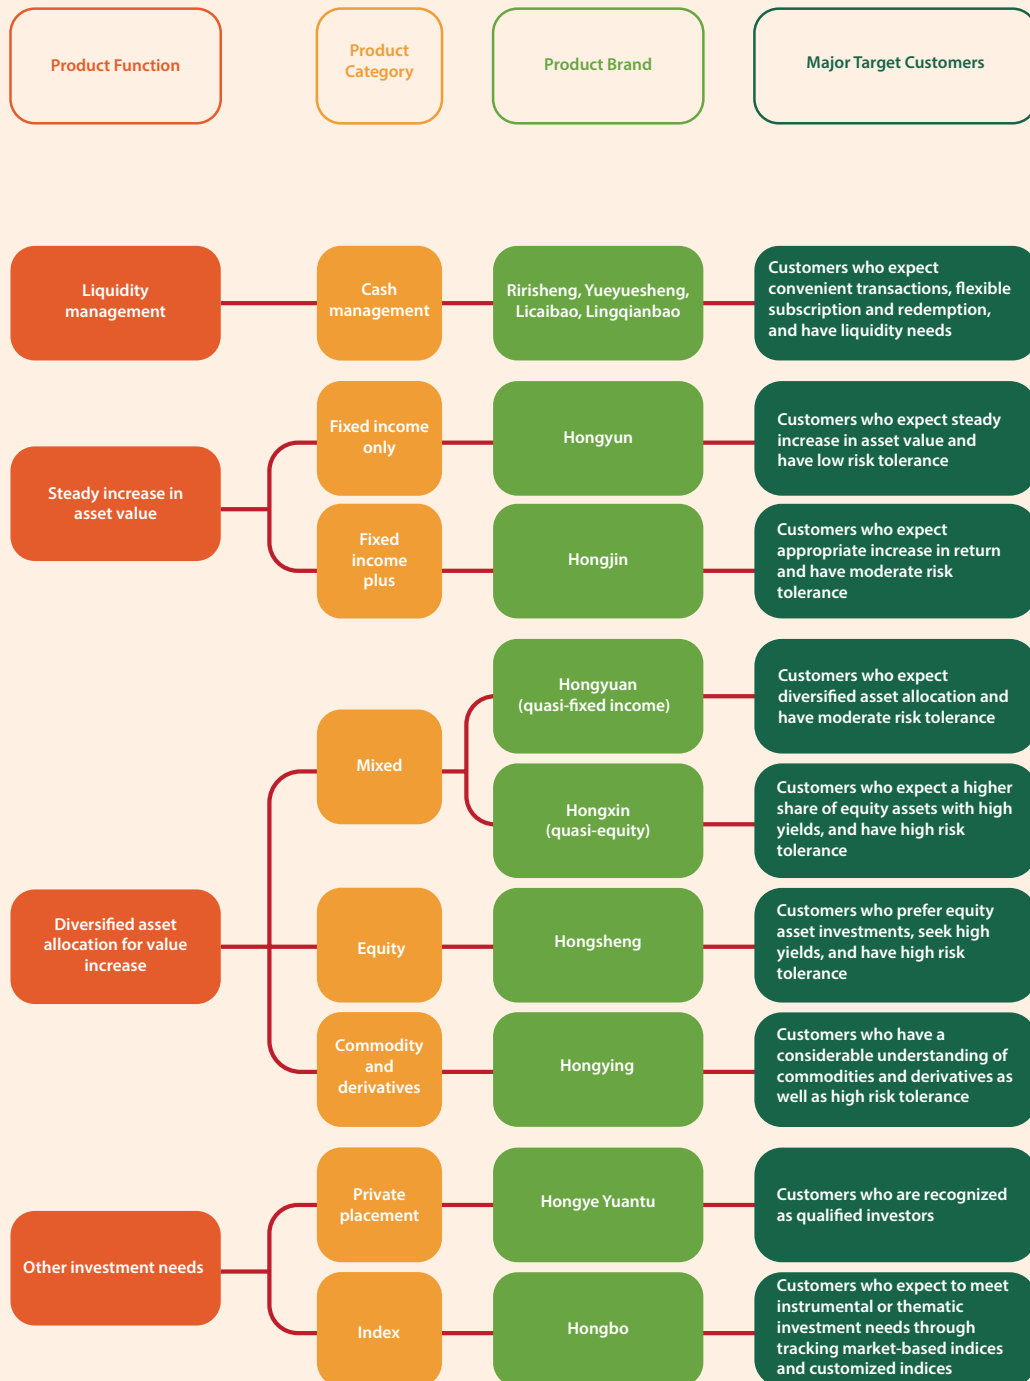 Product Function
Product
Category
Product Brand
Major Target Customers
Liquidity
management
Cash
management
Ririsheng, Yueyuesheng,
Licaibao, Lingqianbao
Customers who expect
convenient transactions, flexible
subscription and redemption,
and have liquidity needs
Steady increase in
asset value
Fixed income
only
Hongyun
Customers who expect steady
increase in asset value and
have low risk tolerance
Fixed
income
plus
Hongjin
Customers who expect
appropriate increase in return
and have moderate risk
tolerance
Diversified asset
allocation for value
increase
Mixed
Hongyuan
(quasi-fixed income)
Customers who expect
diversified asset allocation and
have moderate risk tolerance
Hongxin
(quasi-equity)
Customers who expect a higher
share of equity assets with high
yields, and have high risk
tolerance
Equity
Hongsheng
Customers who prefer equity
asset investments, seek high
yields, and have high risk
tolerance
Commodity
and
derivatives
Hongying
Customers who have a
considerable understanding of
commodities and derivatives as
well as high risk tolerance
Other investment needs
Private
placement
Hongye Yuantu
Customers who are recognized
as qualified investors
Index
Hongbo
Customers who expect to meet
instrumental or thematic
investment needs through
tracking market-based indices
and customized indices